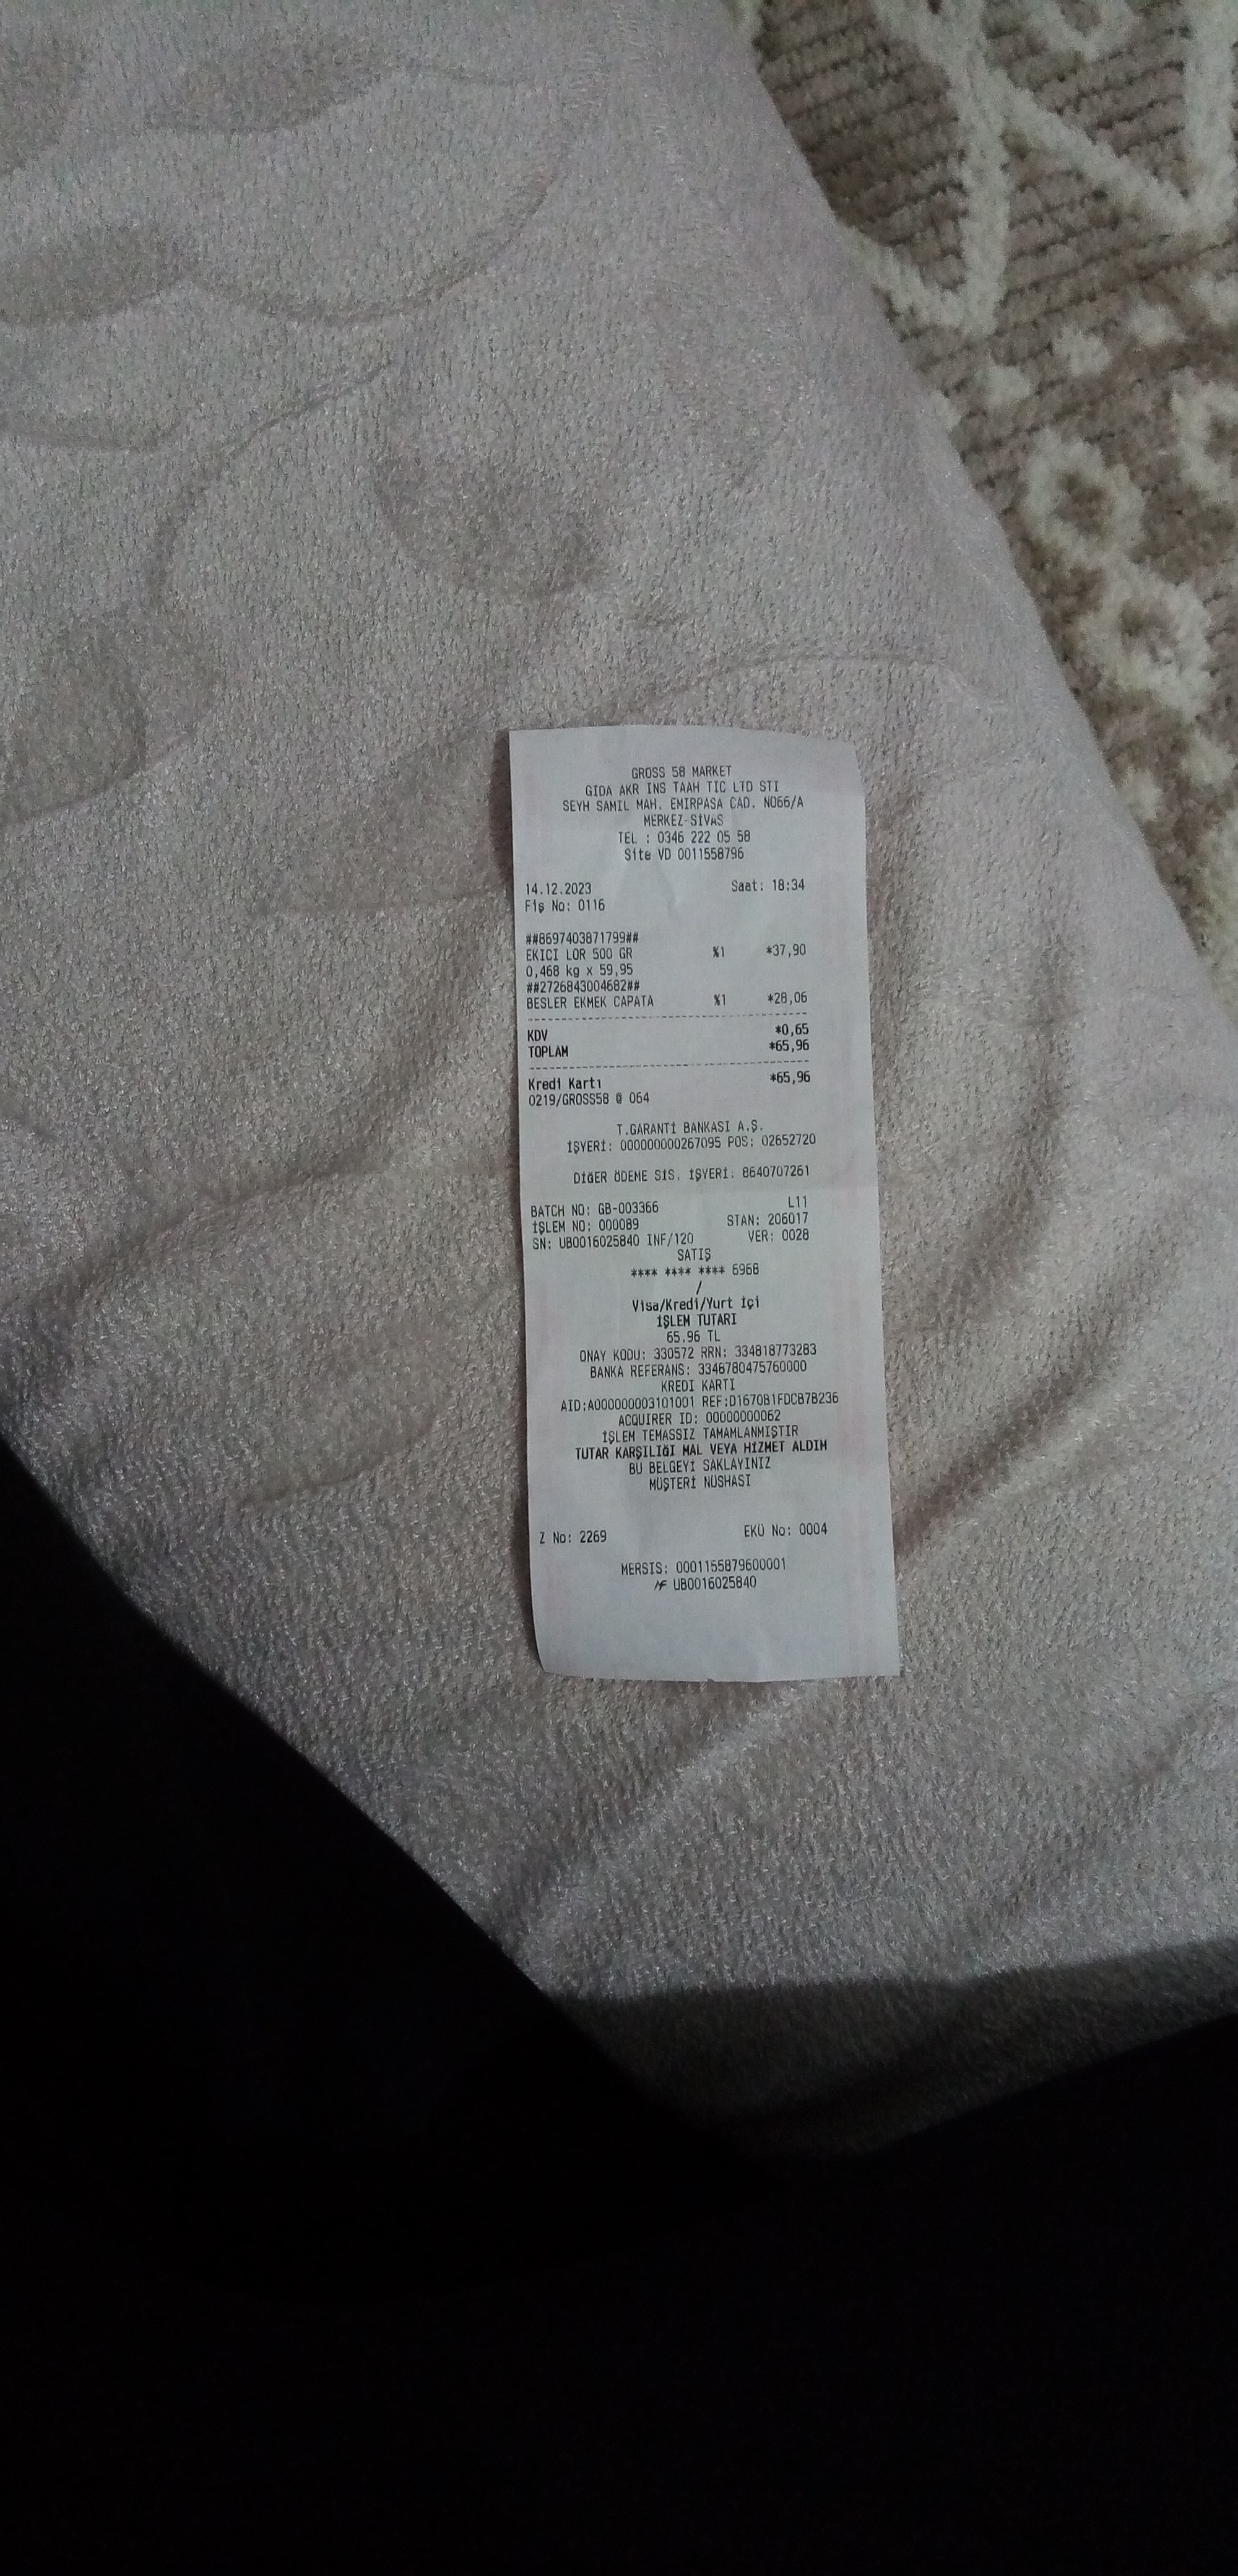 GROSS 58 MARKET
GIDA AKR INS TAAH TIC LTD STI
SEYH SAMIL MAH. EMIRPASA CAD. NO66/A
MERKEZ-SİVAS
TEL : 0346 222 05 58
Site VD 0011558796
14.12.2023 Saat: 18:34
Fiş No: 0116
##8697403871799##
EKICI LOR 500 GR %1 *37,90
0,468 kg x 59,95
##2726843004682##
BESLER EKMEK CAPATA %1 *28,06
KDV *0,65
TOPLAM *65,96
Kredi Kartı *65,96
0219/GROSS58 @ 064
T.GARANTİ BANKASI A.Ş.
İŞYERİ: 000000000267095 POS: 02652720
DİĞER ÖDEME SİS. İŞYERİ: 8640707261
L11
BATCH NO: GB-003366
İŞLEM NO: 000089 STAN: 206017
SN: UB0016025840 INF/120 VER: 0028
SATIŞ
**** **** **** 6968
/
Visa/Kredi/Yurt İçi
İŞLEM TUTARI
65.96 TL
ONAY KODU: 330572 RRN: 334818773283
BANKA REFERANS: 3346780475760000
KREDI KARTI
AID:A000000003101001 REF:D1670B1FDCB7B236
ACQUIRER ID: 00000000062
İŞLEM TEMASSIZ TAMAMLANMIŞTIR
TUTAR KARŞILIĞI MAL VEYA HİZMET ALDIM
BU BELGEYİ SAKLAYINIZ
MÜŞTERİ NÜSHASI
Z No: 2269 EKÜ No: 0004
MERSIS: 0001155879600001
MF UB0016025840